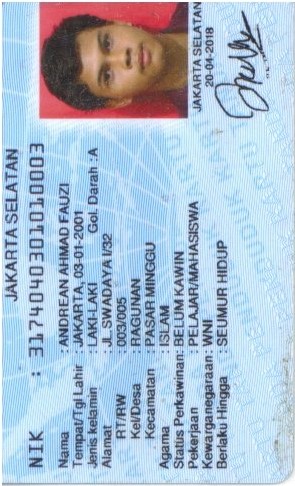 JAKARTA SELATAN
NIK : 3174040301010003
Nama : ANDREAN AHMAD FAUZI
Tempat/Tgl Lahir : JAKARTA, 03-01-2001
Jenis kelamin : LAKI-LAKI Gol. Darah :A
Alamat : JL SWADAYA I/32
RT/RW : 003/005
Kel/Desa : RAGUNAN
Kecamatan : PASAR MINGGU
Agama : ISLAM
Status Perkawinan: BELUM KAWIN
Pekerjaan : PELAJAR/MAHASISWA
Kewarganegaraan: WNI
Berlaku Hingga : SEUMUR HIDUP
JAKARTA SELATAN
20-04-2018